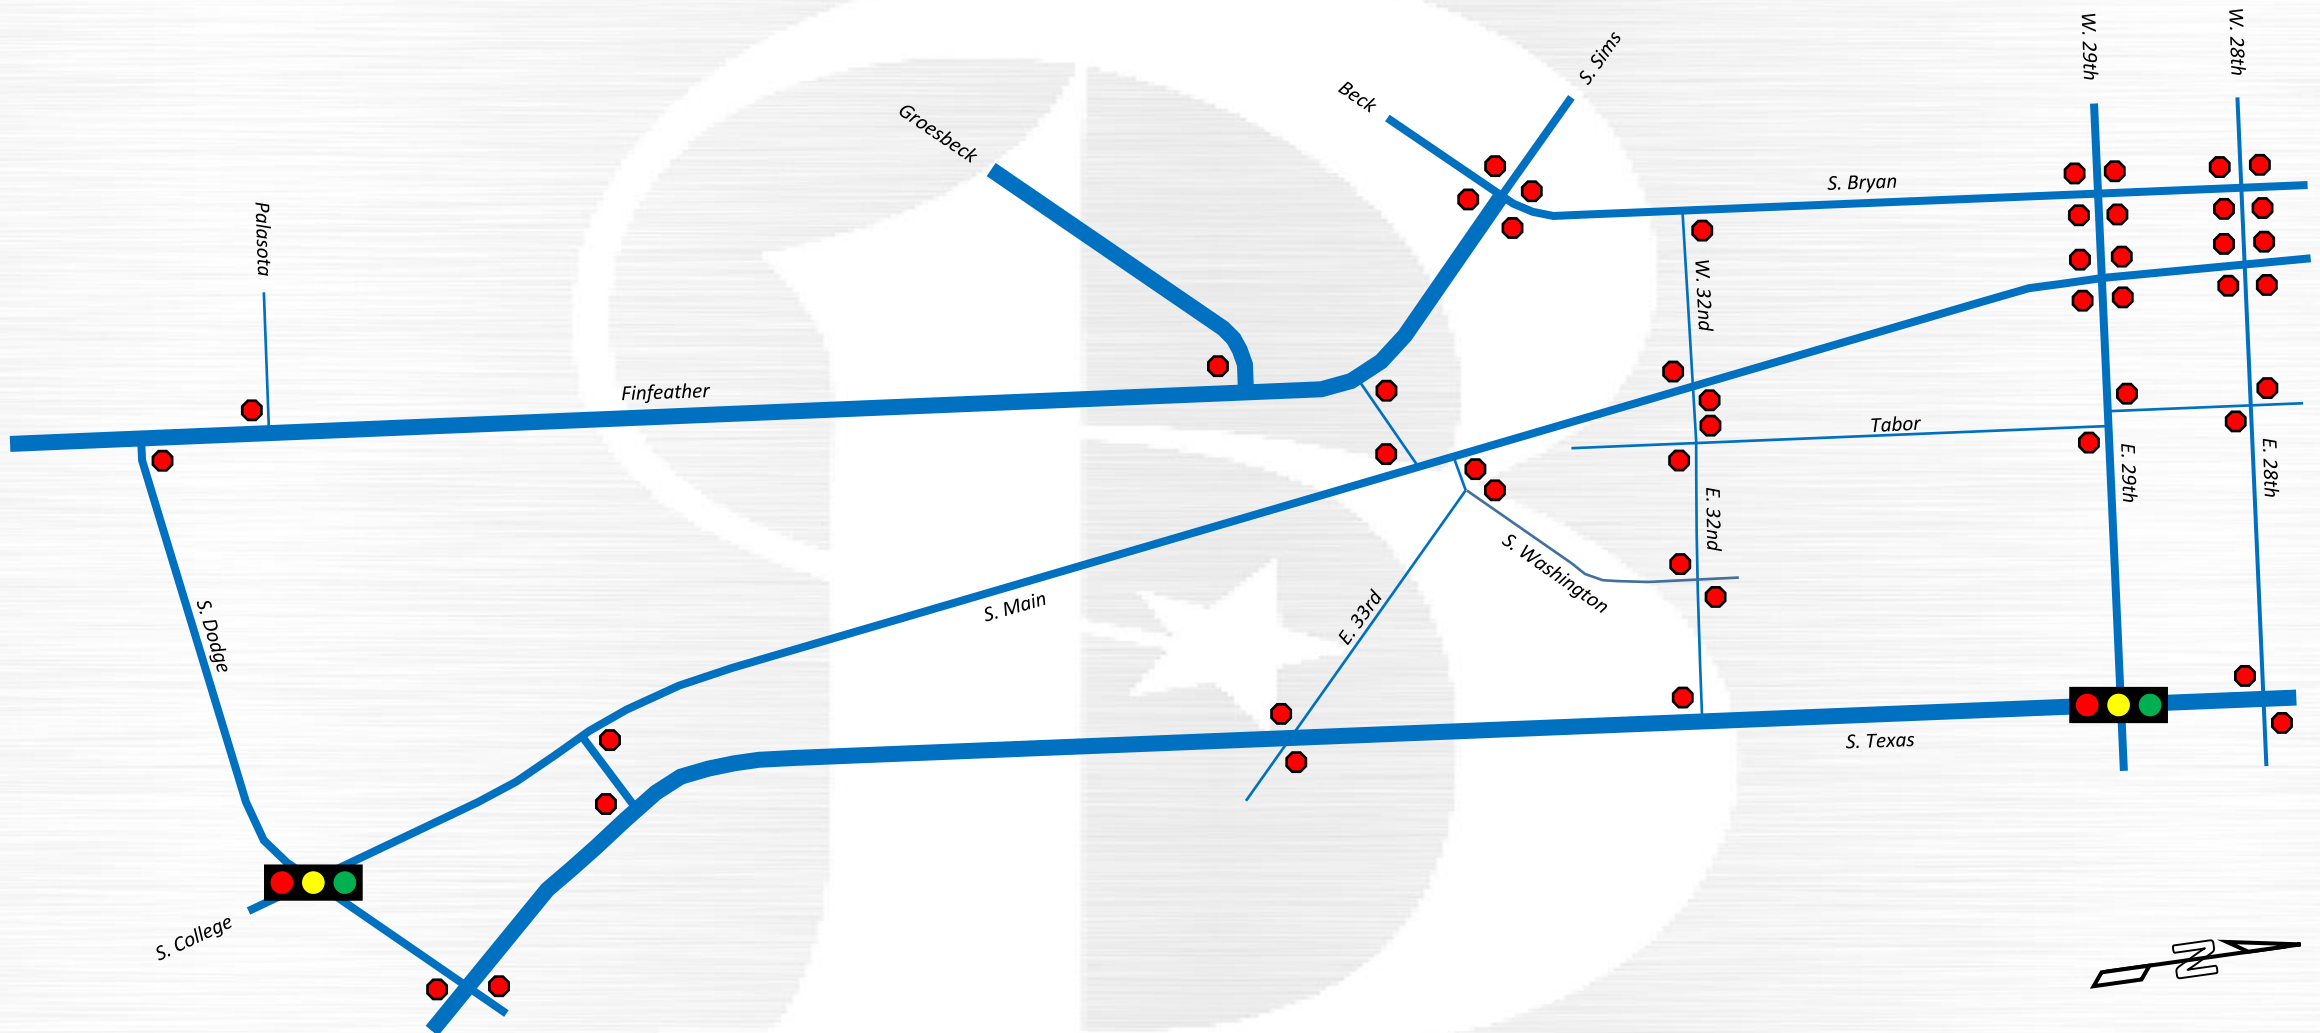 W. 29th
W. 28th
S. Sims
Beck
Groesbeck
S. Bryan
Palasota
W. 32nd
Finfeather
Tabor
E. 29th
E. 28th
E. 32nd
S. Washington
S. Main
E. 33rd
S. Dodge
S. Texas
S. College
N